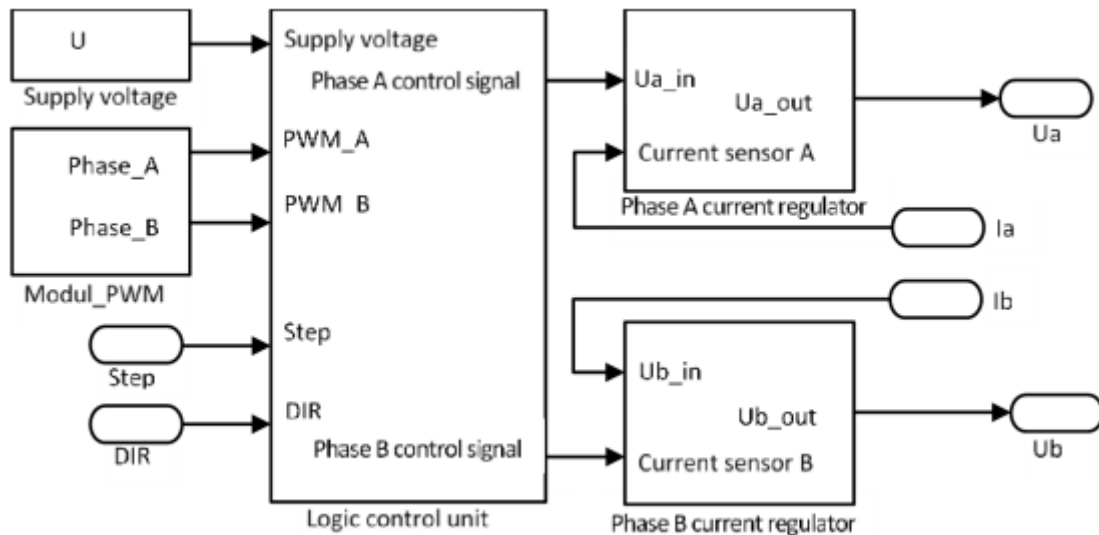 U
Supply voltage
Phase_A
Phase_B
Modul_PWM
Step
DIR
Supply voltage
Phase A control signal
PWM_A
PWM_B
Step
DIR
Phase B control signal
Logic control unit
Ua_in
Ua_out
Current sensor A
Phase A current regulator
Ua
Ia
Ib
Ub_in
Ub_out
Current sensor B
Phase B current regulator
Ub